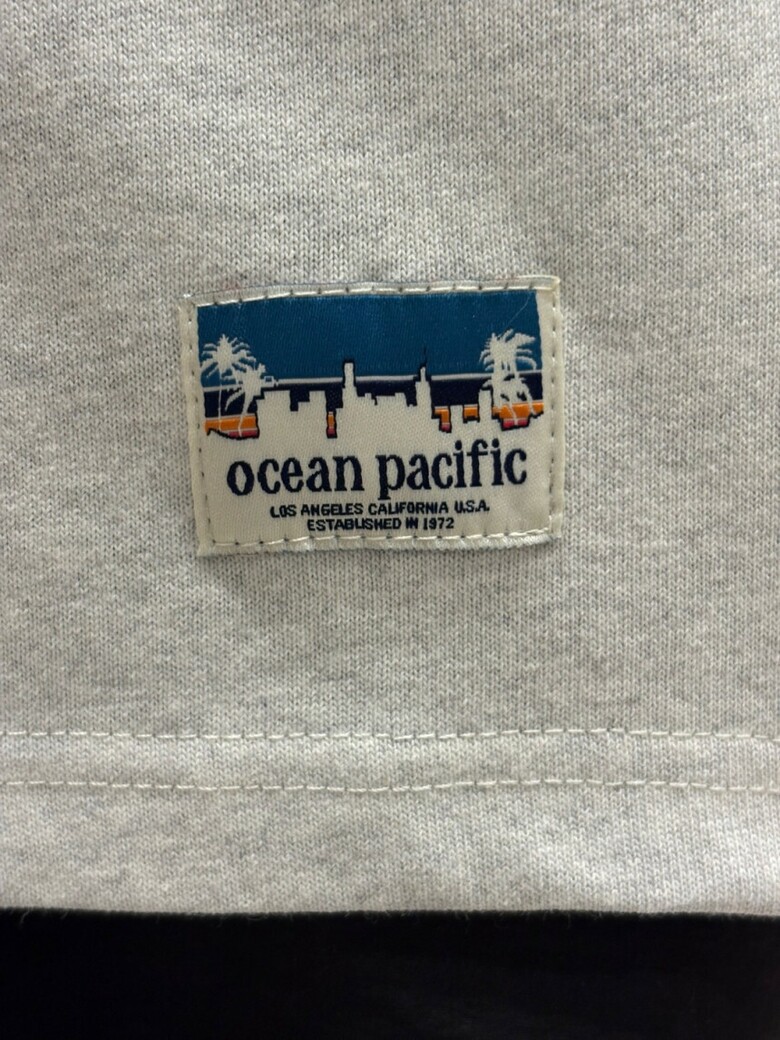 ocean pacific
LOS ANGELES CALIFORNIA U.S.A.
ESTABLISHED IN 1972